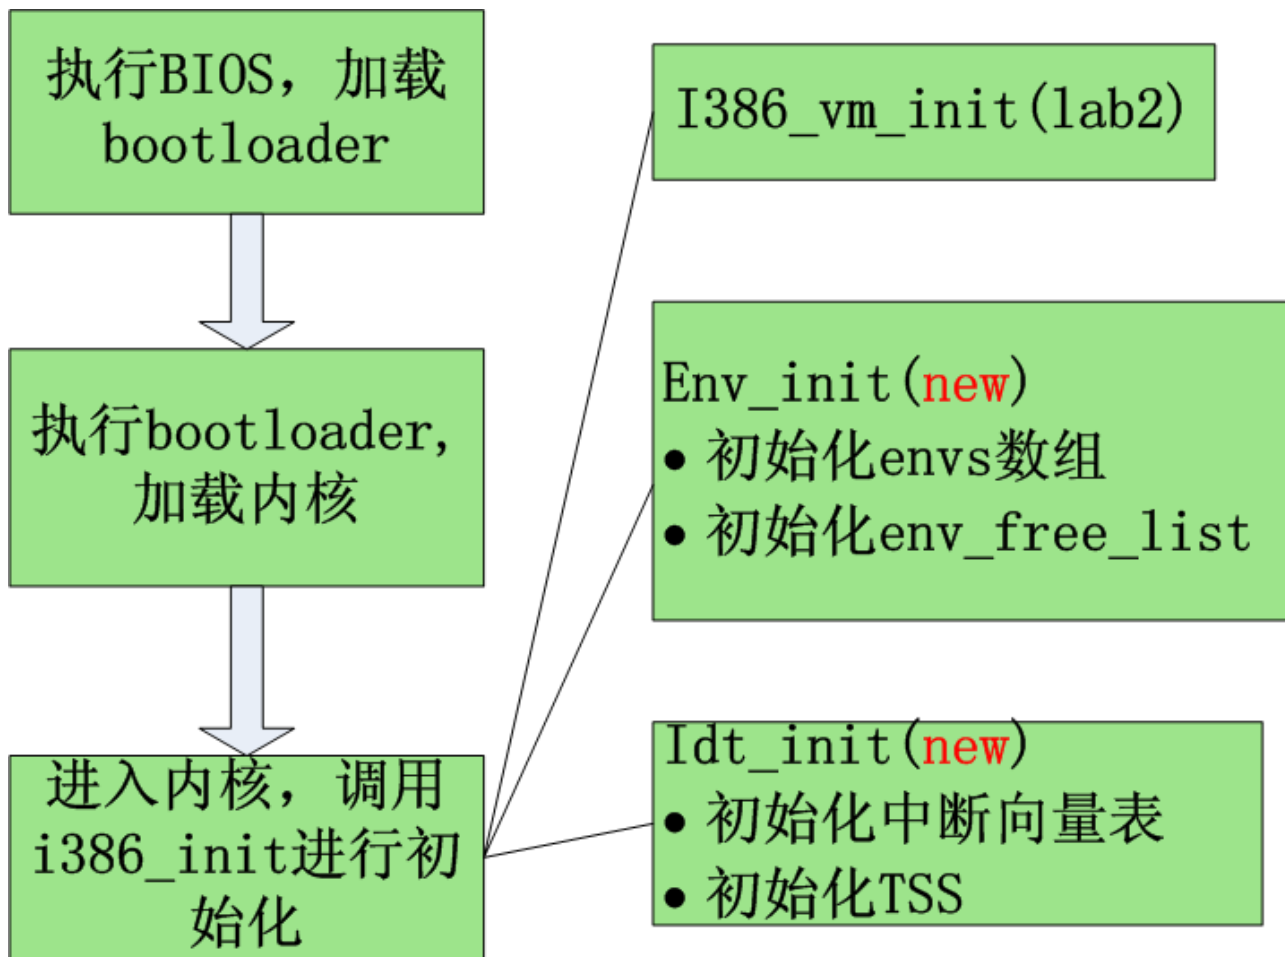 执行BIOS，加载
bootloader
执行bootloader,
加载内核
进入内核，调用
i386_init进行初
始化
I386_vm_init(lab2)
Env_init(new)
● 初始化envs数组
● 初始化env_free_list
Idt_init(new)
● 初始化中断向量表
● 初始化TSS